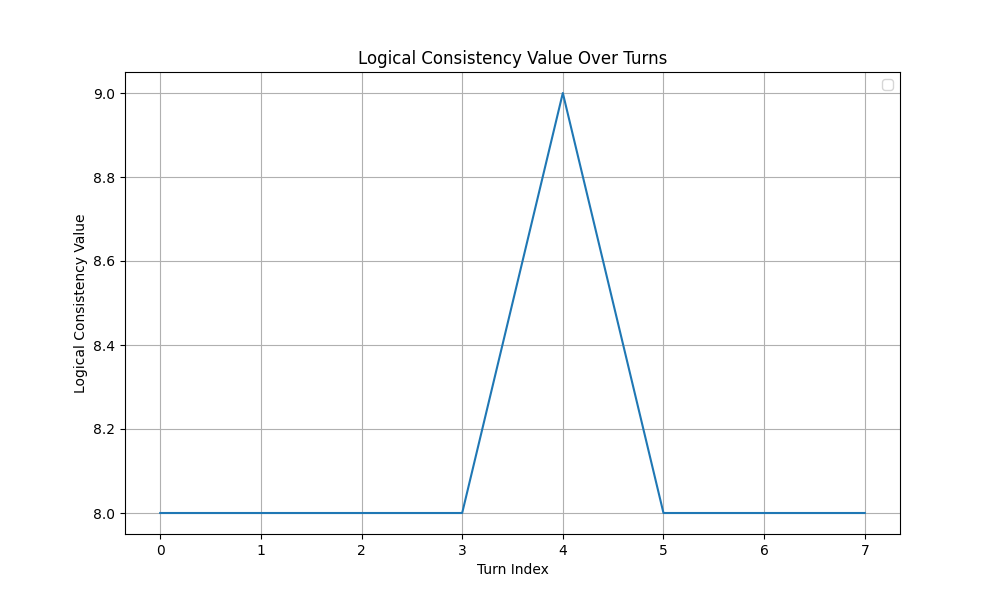 Logical Consistency Value Over Turns
9.0
8.8
8.6
8.4
8.2
8.0
Logical Consistency Value
0 1 2 3 4 5 6 7
Turn Index